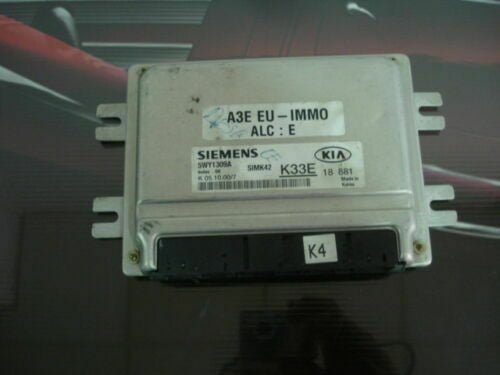 A3E EU-IMMO
ALC : E
SIEMENS
KIA
5WY1309A
SIMK42
K33E
18 881
K 05.10.00/7
Made in
Korea
K4